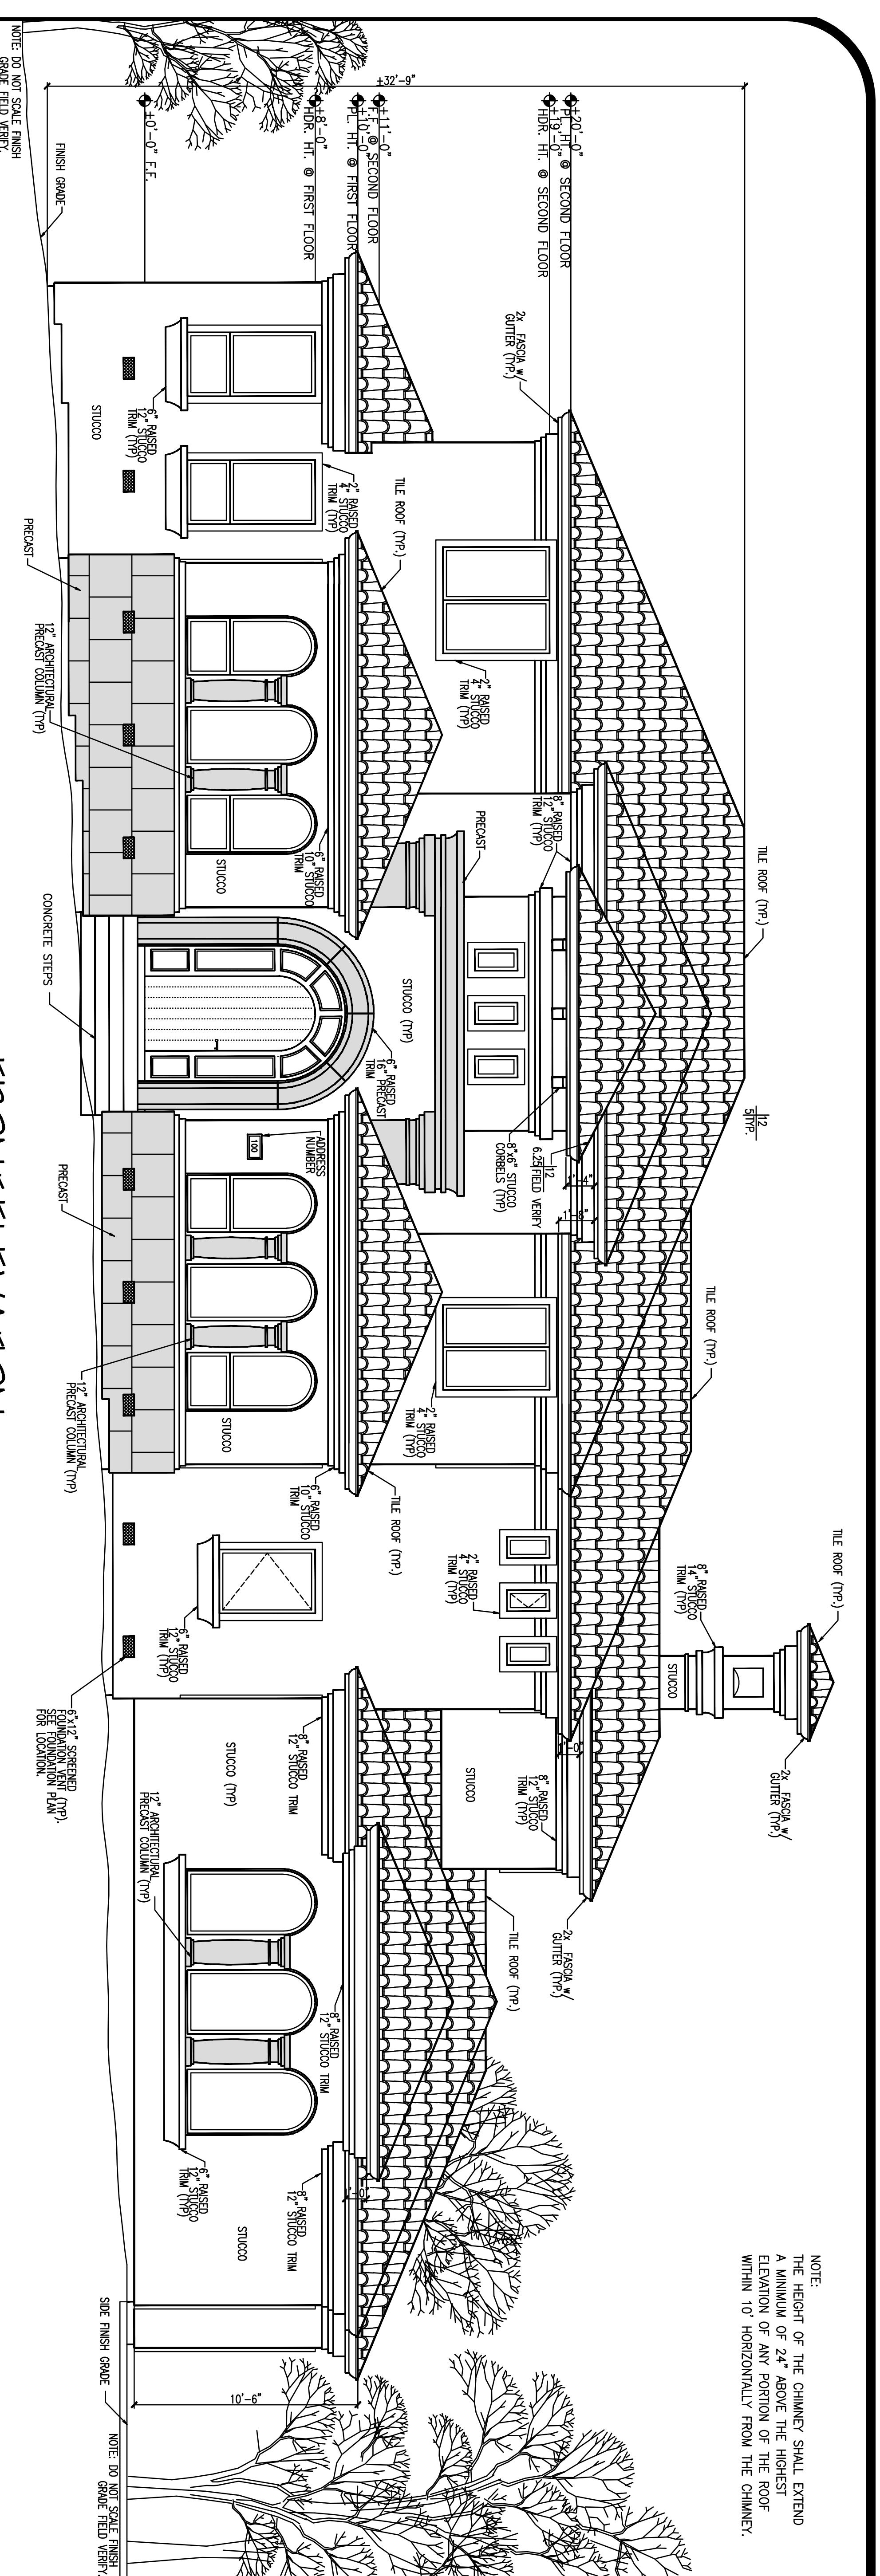 NOTE:
THE HEIGHT OF THE CHIMNEY SHALL EXTEND
A MINIMUM OF 24" ABOVE THE HIGHEST
ELEVATION OF ANY PORTION OF THE ROOF
WITHIN 10' HORIZONTALLY FROM THE CHIMNEY.
TILE ROOF (TYP.)
TILE ROOF (TYP.)
TILE ROOF (TYP.)
12
5 TYP.
8" RAISED
14" STUCCO
TRIM (TYP)
STUCCO
2x FASCIA w/
GUTTER (TYP.)
±32'-9"
+20'-0"
PL. HT. @ SECOND FLOOR
+19'-0"
HDR. HT. @ SECOND FLOOR
+11'-0"
F.F @ SECOND FLOOR
+10'-0"
PL. HT. @ FIRST FLOOR
+8'-0"
HDR. HT. @ FIRST FLOOR
±0'-0" F.F.
2x FASCIA w/
GUTTER (TYP.)
TILE ROOF (TYP.)
2" RAISED
4" STUCCO
TRIM (TYP)
8" RAISED
12" STUCCO
TRIM (TYP)
PRECAST
12
6.25 FIELD VERIFY
1'-4"
1'-8"
8"x6" STUCCO
CORBELS (TYP)
2" RAISED
4" STUCCO
TRIM (TYP)
2" RAISED
4" STUCCO
TRIM (TYP)
TILE ROOF (TYP.)
1'-0"
8" RAISED
12" STUCCO
TRIM (TYP)
STUCCO
2x FASCIA w/
GUTTER (TYP.)
TILE ROOF (TYP.)
2" RAISED
4" STUCCO
TRIM (TYP)
6" RAISED
12" STUCCO
TRIM (TYP)
STUCCO
6" RAISED
10" STUCCO
TRIM
STUCCO
STUCCO (TYP)
6" RAISED
16" PRECAST
TRIM
ADDRESS
NUMBER
100
STUCCO
6" RAISED
10" STUCCO
TRIM
6" RAISED
12" STUCCO
TRIM (TYP)
8" RAISED
12" STUCCO TRIM
STUCCO (TYP)
8" RAISED
12" STUCCO TRIM
8" RAISED
12" STUCCO TRIM
6" RAISED
12" STUCCO
TRIM (TYP)
STUCCO
10'-6"
FINISH GRADE
NOTE: DO NOT SCALE FINISH
GRADE FIELD VERIFY.
PRECAST
12" ARCHITECTURAL
PRECAST COLUMN (TYP)
CONCRETE STEPS
PRECAST
12" ARCHITECTURAL
PRECAST COLUMN (TYP)
6"x12" SCREENED
FOUNDATION VENT (TYP).
SEE FOUNDATION PLAN
FOR LOCATION.
12" ARCHITECTURAL
PRECAST COLUMN (TYP)
SIDE FINISH GRADE
NOTE: DO NOT SCALE FINISH
GRADE FIELD VERIFY